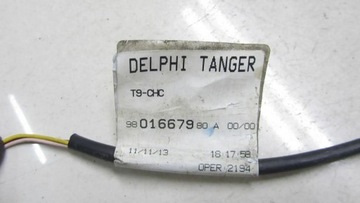 DELPHI TANGER
T9-CHC
98 016679 80 A 00/00
11/11/13 16 17.58
OPER 2194